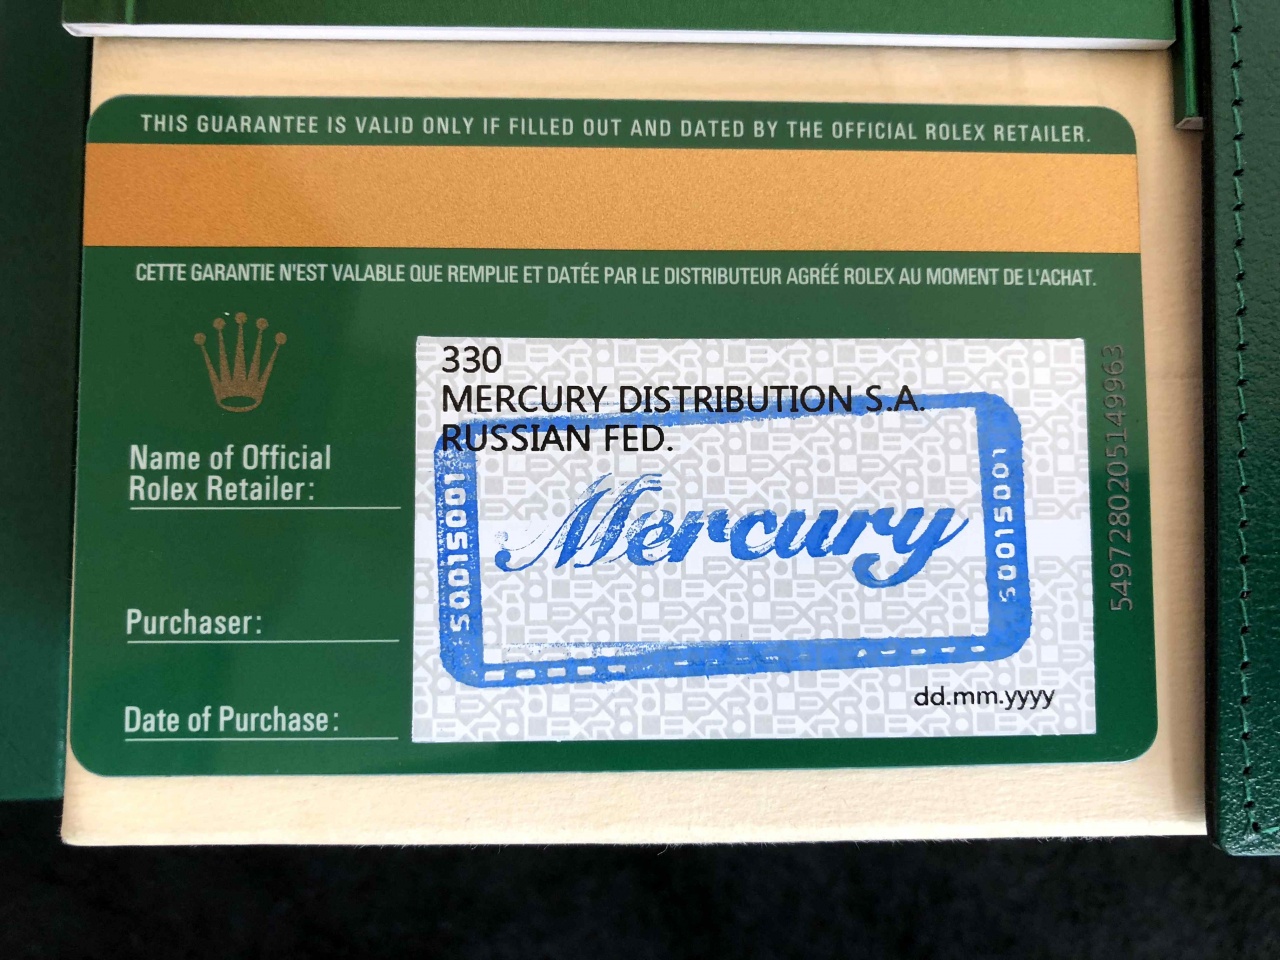 THIS GUARANTEE IS VALID ONLY IF FILLED OUT AND DATED BY THE OFFICIAL ROLEX RETAILER.
CETTE GARANTIE N'EST VALABLE QUE REMPLIE ET DATÉE PAR LE DISTRIBUTEUR AGRÉÉ ROLEX AU MOMENT DE L'ACHAT.
330
MERCURY DISTRIBUTION S.A.
RUSSIAN FED.
Name of Official
Rolex Retailer:
S0015001
Mercury
S0015001
Purchaser:
dd.mm.yyyy
Date of Purchase:
5497280205149963